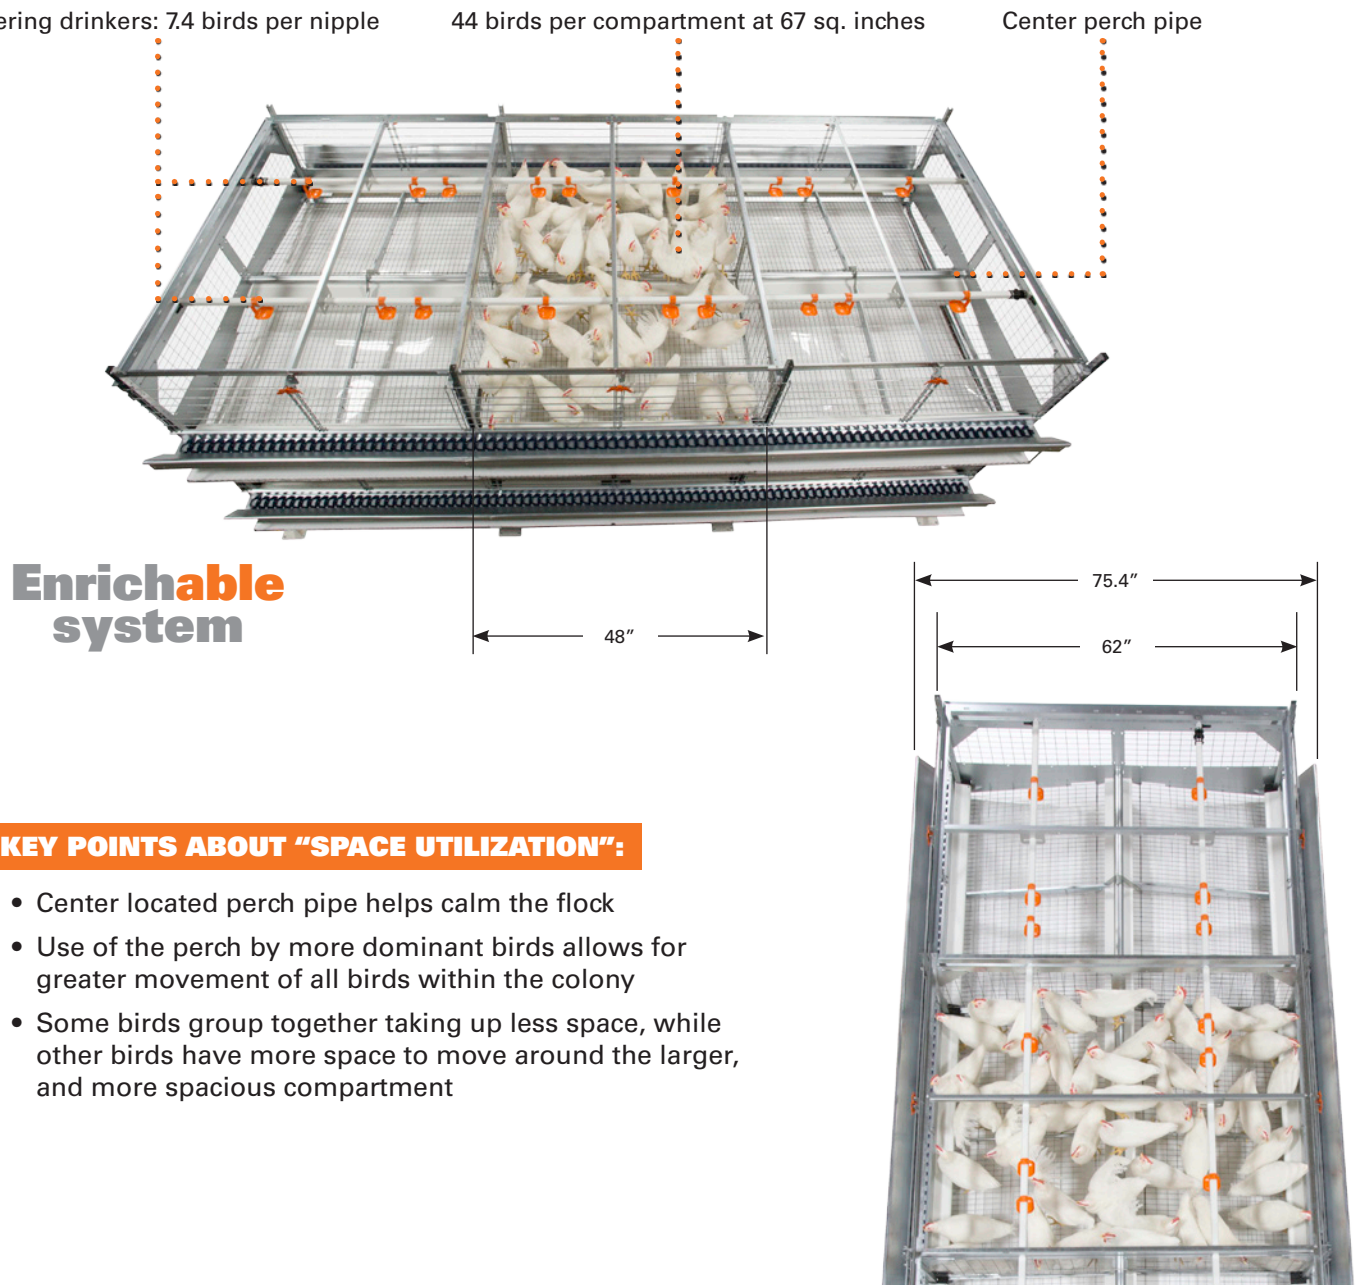 ering drinkers: 7.4 birds per nipple
44 birds per compartment at 67 sq. inches
Center perch pipe
Enrichable
system
48”
75.4”
62”
KEY POINTS ABOUT “SPACE UTILIZATION”:
• Center located perch pipe helps calm the flock
• Use of the perch by more dominant birds allows for
greater movement of all birds within the colony
• Some birds group together taking up less space, while
other birds have more space to move around the larger,
and more spacious compartment